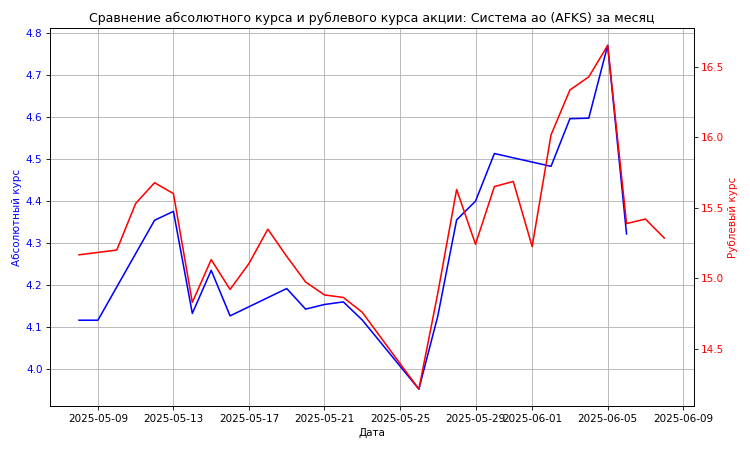 Сравнение абсолютного курса и рублевого курса акции: Система ао (AFKS) за месяц
4.8
4.7
4.6
4.5
4.4
4.3
4.2
4.1
4.0
Абсолютный курс
16.5
16.0
15.5
15.0
14.5
Рублевый курс
2025-05-09 2025-05-13 2025-05-17 2025-05-21 2025-05-25 2025-05-29 2025-06-01 2025-06-05 2025-06-09
Дата